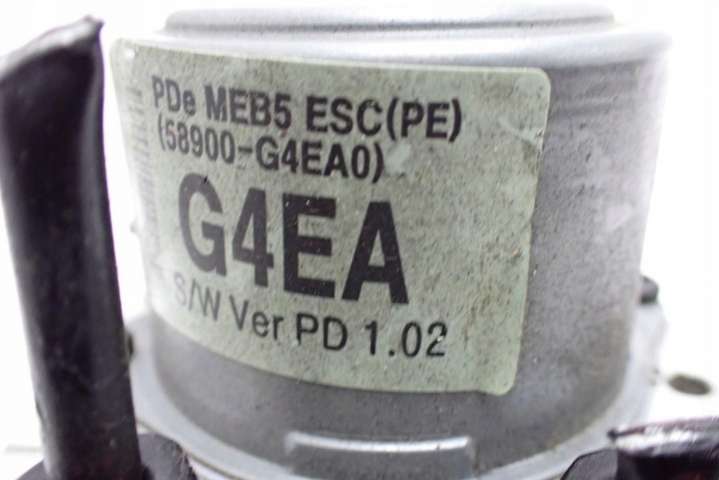 PDe MEB5 ESC(PE)
(58900-G4EA0)
G4EA
S/W Ver PD 1.02